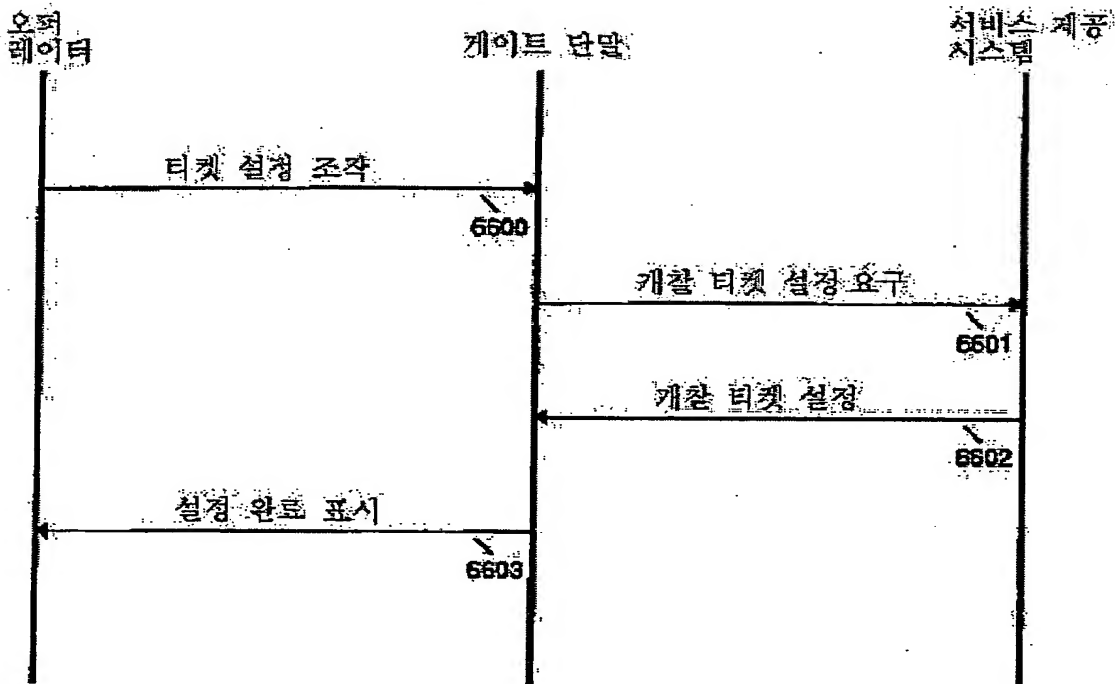 오퍼
레이터
게이트 단말
서비스 제공
시스템
티켓 설정 조작
6600
개찰 티켓 설정 요구
6601
개찰 티켓 설정
6602
설정 완료 표시
6603